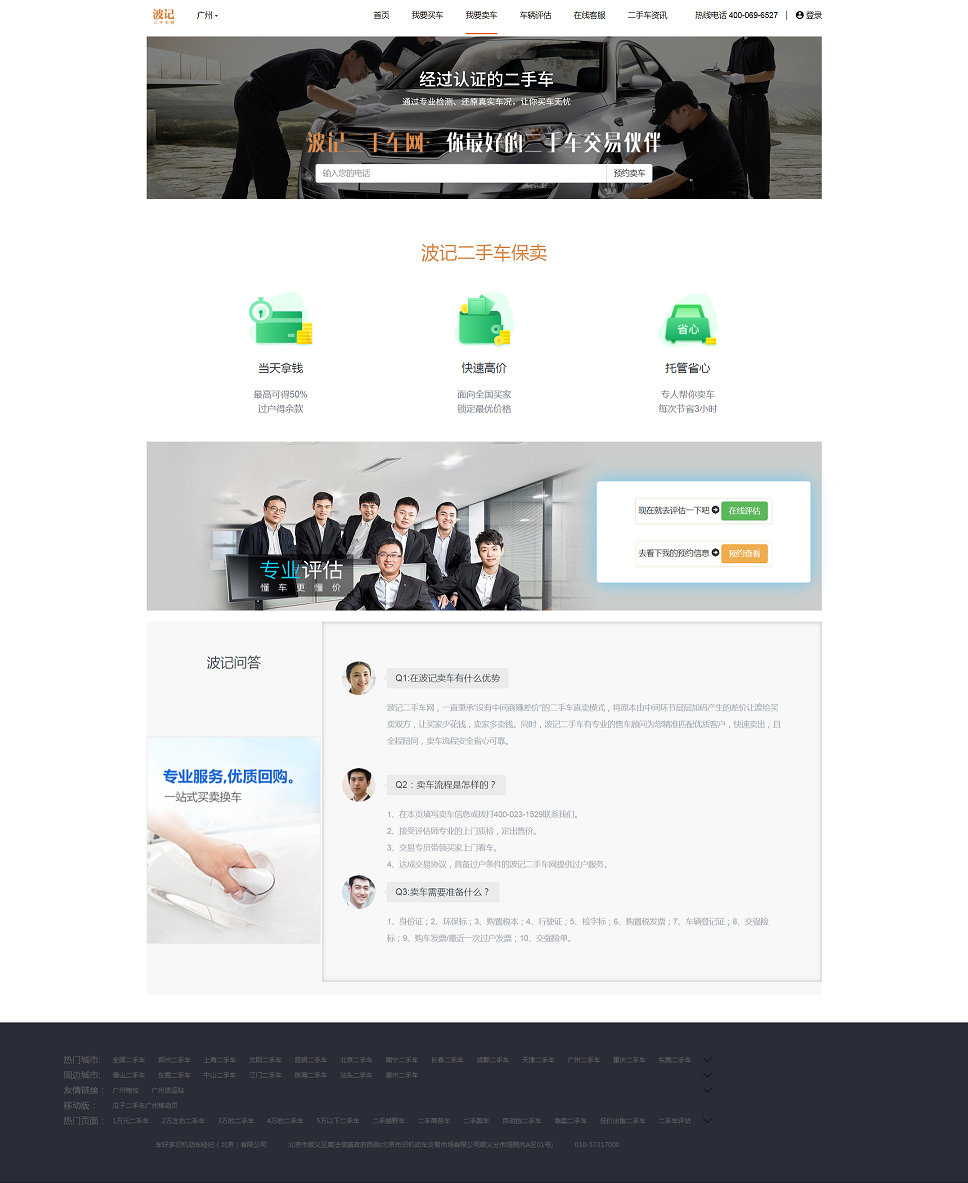 波记
二手车网
广州
首页 我要买车 我要卖车 车辆评估 在线客服 二手车资讯 热线电话 400-069-6527 | 登录
经过认证的二手车
通过专业检测、还原真实车况，让你买车无忧
波记二手车网 你最好的二手车交易伙伴
输入您的电话 预约卖车
波记二手车保卖
省心
当天拿钱 快速高价 托管省心
最高可得50% 面向全国买家 专人帮你卖车
过户得余款 锁定最优价格 每次节省3小时
现在就去评估一下吧 在线评估
去看下我的预约信息 预约查看
专业评估
懂车更懂价
波记问答
专业服务,优质回购。
一站式买卖换车
Q1:在波记卖车有什么优势
波记二手车网，一直秉承“没有中间商赚差价”的二手车直卖模式，将原本由中间环节层层加码产生的差价让渡给买
卖双方，让买家少花钱，卖家多卖钱。同时，波记二手车有专业的售车顾问为您精准匹配优质客户，快速卖出，且
全程陪同，卖车流程安全省心可靠。
Q2：卖车流程是怎样的？
1、在本页填写卖车信息或拨打400-023-1529联系我们。
2、接受评估师专业的上门质检，定出售价。
3、交易专员带领买家上门看车。
4、达成交易协议，具备过户条件的波记二手车网提供过户服务。
Q3:卖车需要准备什么？
1、身份证；2、环保标；3、购置税本；4、行驶证；5、检字标；6、购置税发票；7、车辆登记证；8、交强险
标；9、购车发票/最近一次过户发票；10、交强险单。
热门城市: 全国二手车 郑州二手车 上海二手车 沈阳二手车 昆明二手车 北京二手车 南宁二手车 长春二手车 成都二手车 天津二手车 广州二手车 重庆二手车 东莞二手车
周边城市: 佛山二手车 东莞二手车 中山二手车 江门二手车 珠海二手车 汕头二手车 惠州二手车
友情链接： 广州驾校 广州货运站
移动版： 瓜子二手车广州移动页
热门页面： 1万元二手车 2万左右二手车 3万的二手车 4万的二手车 5万以下二手车 二手越野车 二手商务车 二手面车 自动挡二手车 急售二手车 低价出售二手车 二手车评估
车好多旧机动车经纪（北京）有限公司 北京市顺义区南法信镇政府西街(北京市旧机动车交易市场有限公司顺义分市场院内A区01号) 010-57317000